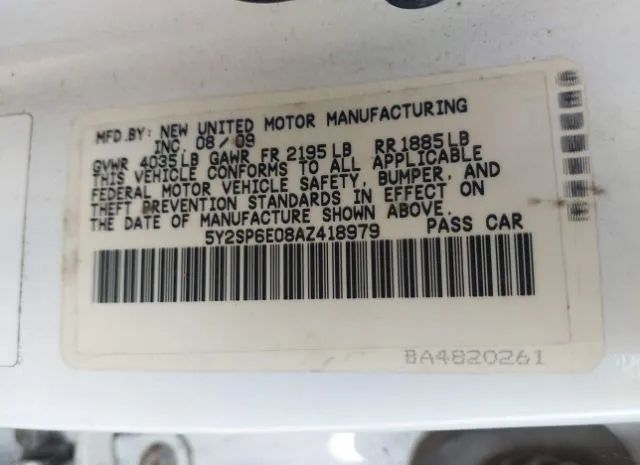 MFD.BY: NEW UNITED MOTOR MANUFACTURING
INC. 08/09
GVWR 4035LB GAWR FR 2195LB RR 1885LB
THIS VEHICLE CONFORMS TO ALL APPLICABLE
FEDERAL MOTOR VEHICLE SAFETY, BUMPER, AND
THEFT PREVENTION STANDARDS IN EFFECT ON
THE DATE OF MANUFACTURE SHOWN ABOVE.
5Y2SP6E08AZ418979 PASS CAR
BA4820261